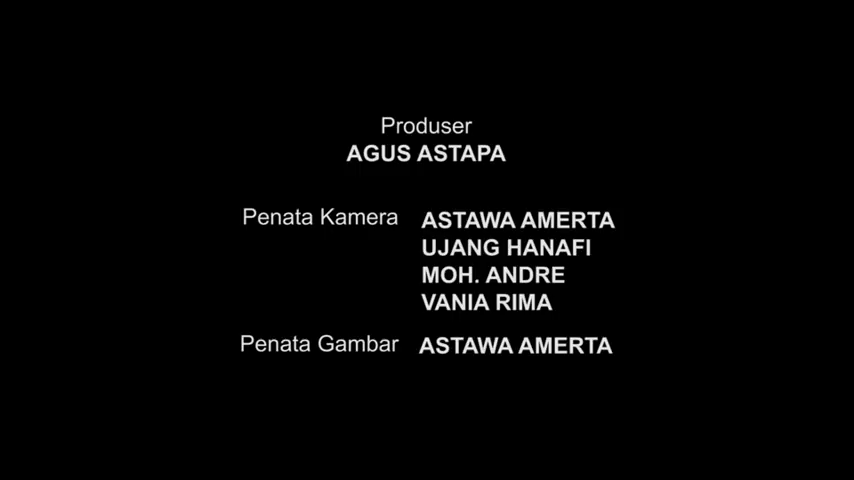 Produser
AGUS ASTAPA
Penata Kamera ASTAWA AMERTA
UJANG HANAFI
MOH. ANDRE
VANIA RIMA
Penata Gambar ASTAWA AMERTA